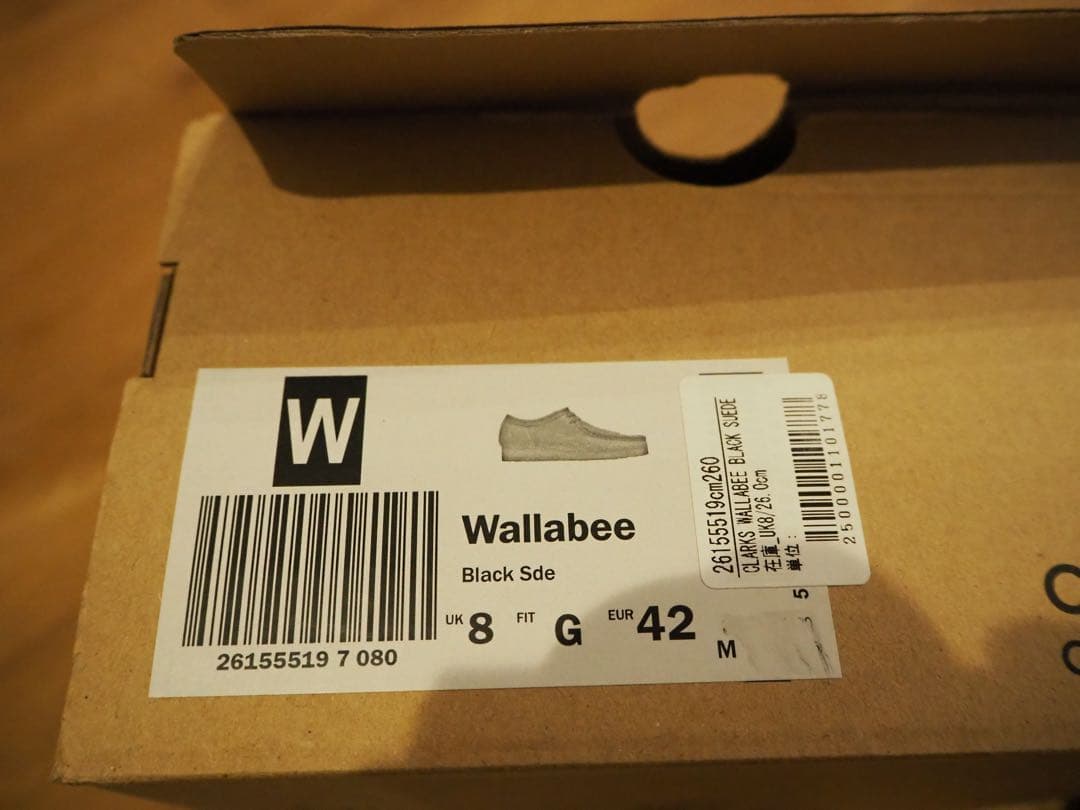 W
26155519 7 080
Wallabee
Black Sde
UK 8 FIT G EUR 42
M
5
26155519cm260
CLARKS WALLABEE BLACK SUEDE
在庫_UK8/26.0cm
単位:
2500001101778